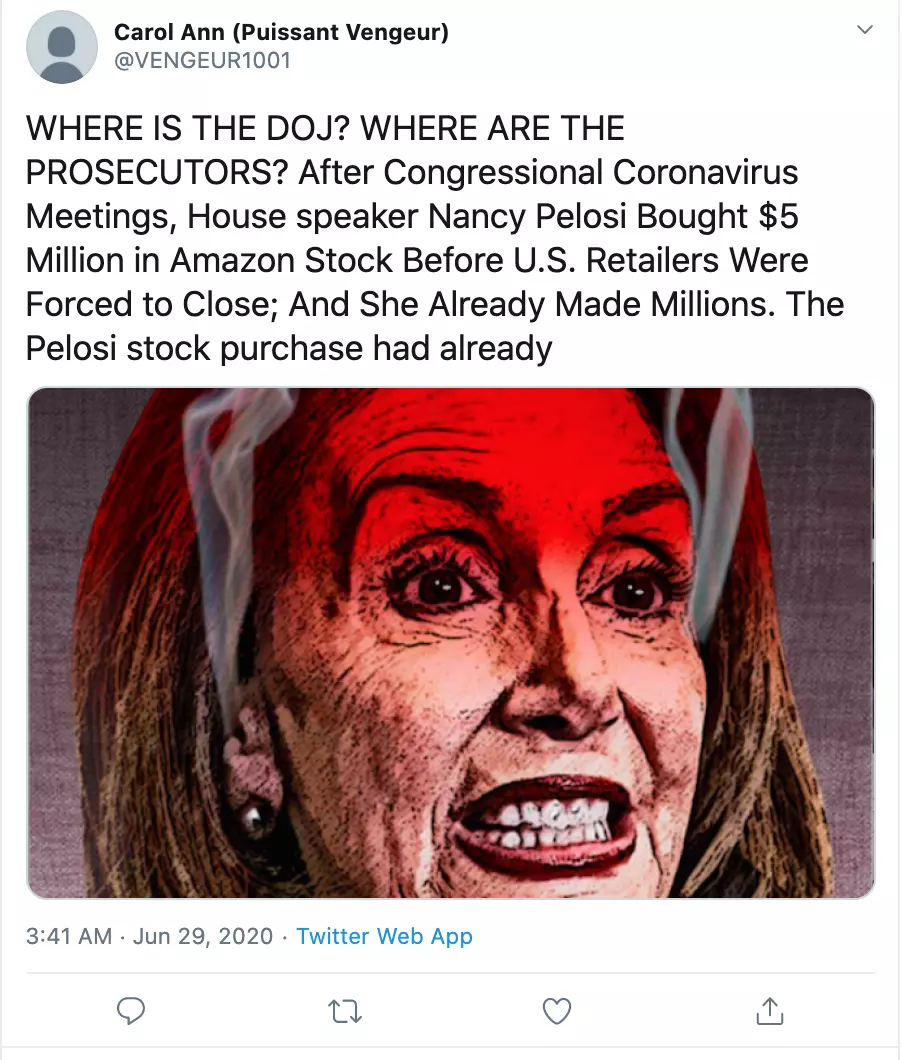 Carol Ann (Puissant Vengeur)
@VENGEUR1001
WHERE IS THE DOJ? WHERE ARE THE
PROSECUTORS? After Congressional Coronavirus
Meetings, House speaker Nancy Pelosi Bought $5
Million in Amazon Stock Before U.S. Retailers Were
Forced to Close; And She Already Made Millions. The
Pelosi stock purchase had already
3:41 AM · Jun 29, 2020 · Twitter Web App